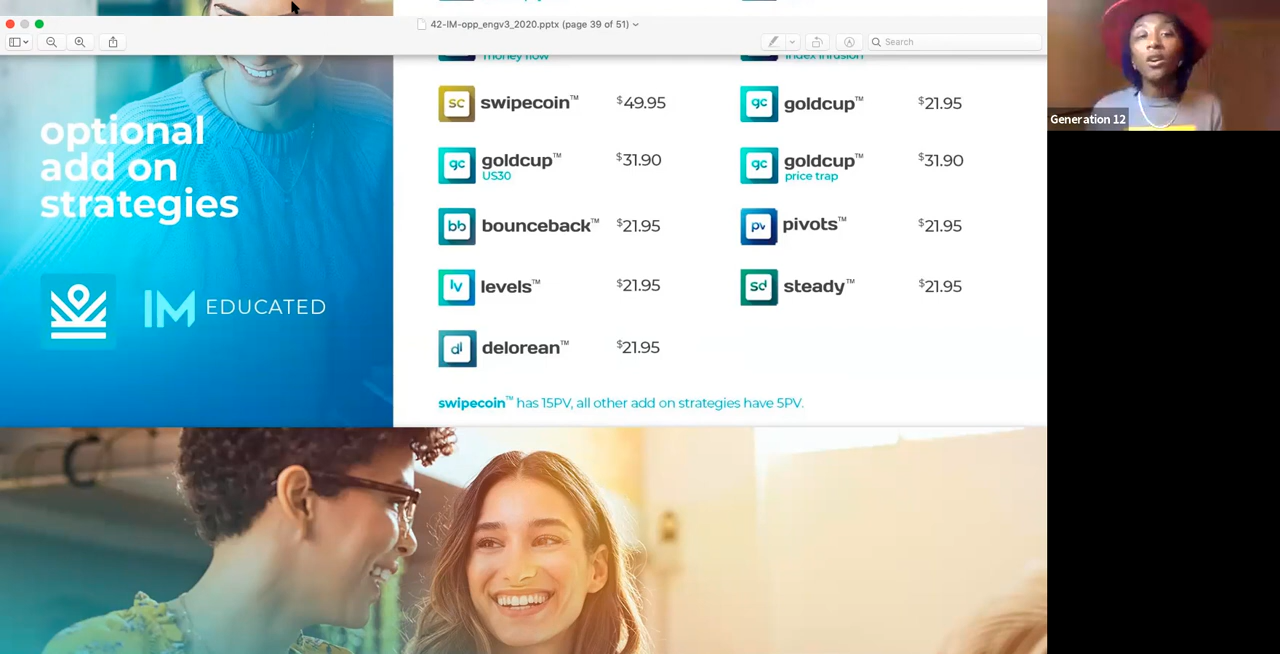 42-IM-opp_engv3_2020.pptx (page 39 of 51)
Search
money now
index infusion
optional
add on
strategies
IM EDUCATED
sc swipecoin™ $49.95
gc goldcup™ $21.95
gc goldcup™ $31.90
US30
gc goldcup™ $31.90
price trap
bb bounceback™ $21.95
pv pivots™ $21.95
lv levels™ $21.95
sd steady™ $21.95
dl delorean™ $21.95
swipecoin™ has 15PV, all other add on strategies have 5PV.
Generation 12